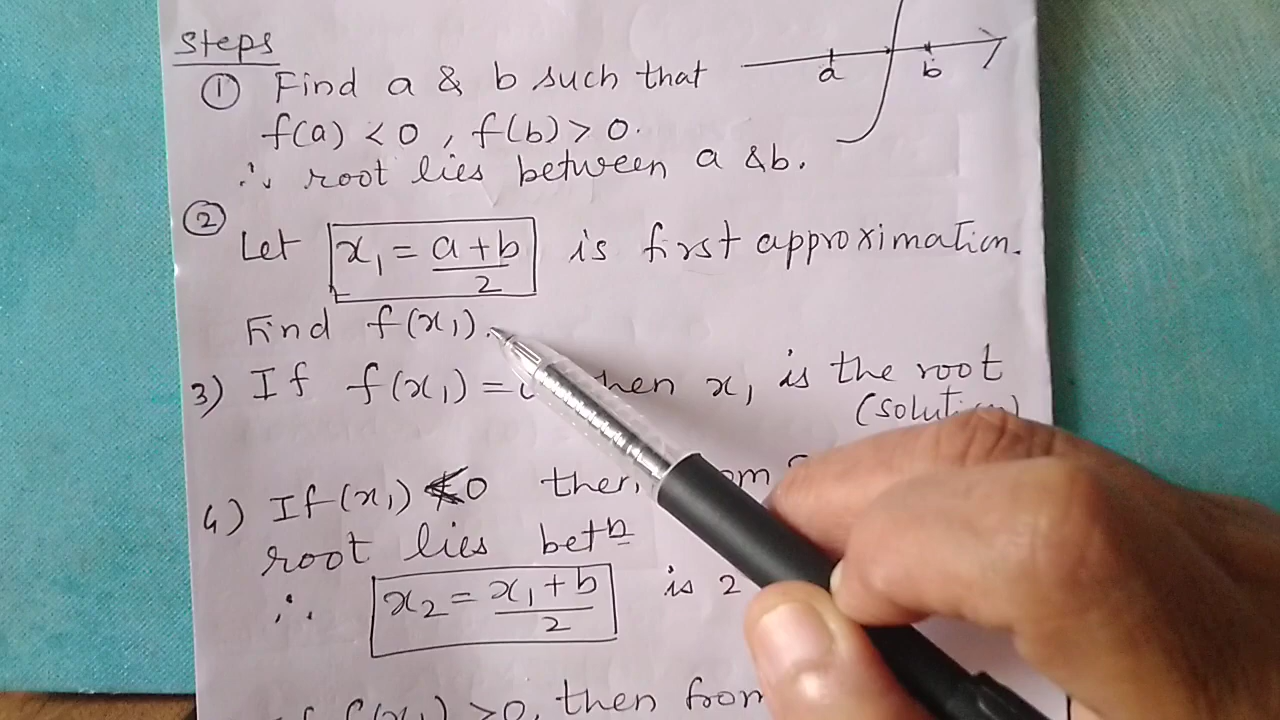 Steps
① Find a & b such that
f(a) < 0 , f(b) > 0.
∴ root lies between a & b.
a b
②
Let x₁ = a + b / 2 is first approximation.
Find f(x₁).
3) If f(x₁) = then x₁ is the root
(solution)
4) If (x₁) < 0 then from
root lies betn
∴ x₂ = x₁ + b / 2 is 2
If f(x₁) > 0, then from